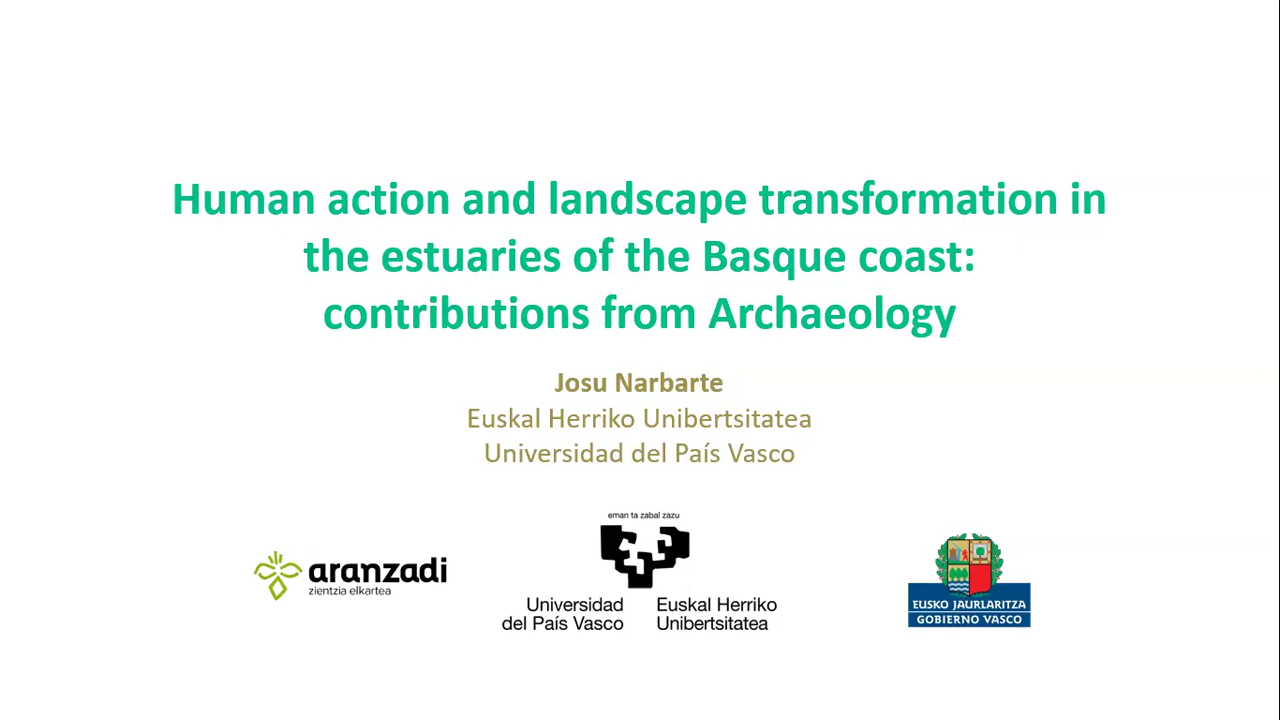 Human action and landscape transformation in
the estuaries of the Basque coast:
contributions from Archaeology
Josu Narbarte
Euskal Herriko Unibertsitatea
Universidad del País Vasco
aranzadi
zientzia elkartea
eman ta zabal zazu
Universidad
del País Vasco
Euskal Herriko
Unibertsitatea
EUSKO JAURLARITZA
GOBIERNO VASCO